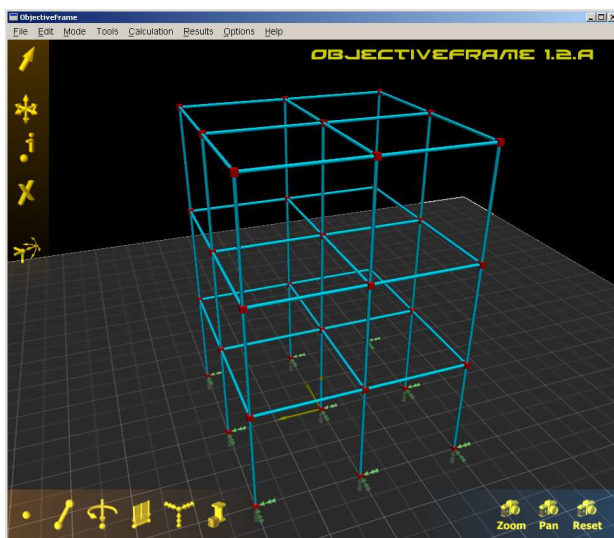 ObjectiveFrame
File Edit Mode Tools Calculation Results Options Help
OBJECTIVEFRAME 1.2.A
Zoom Pan Reset